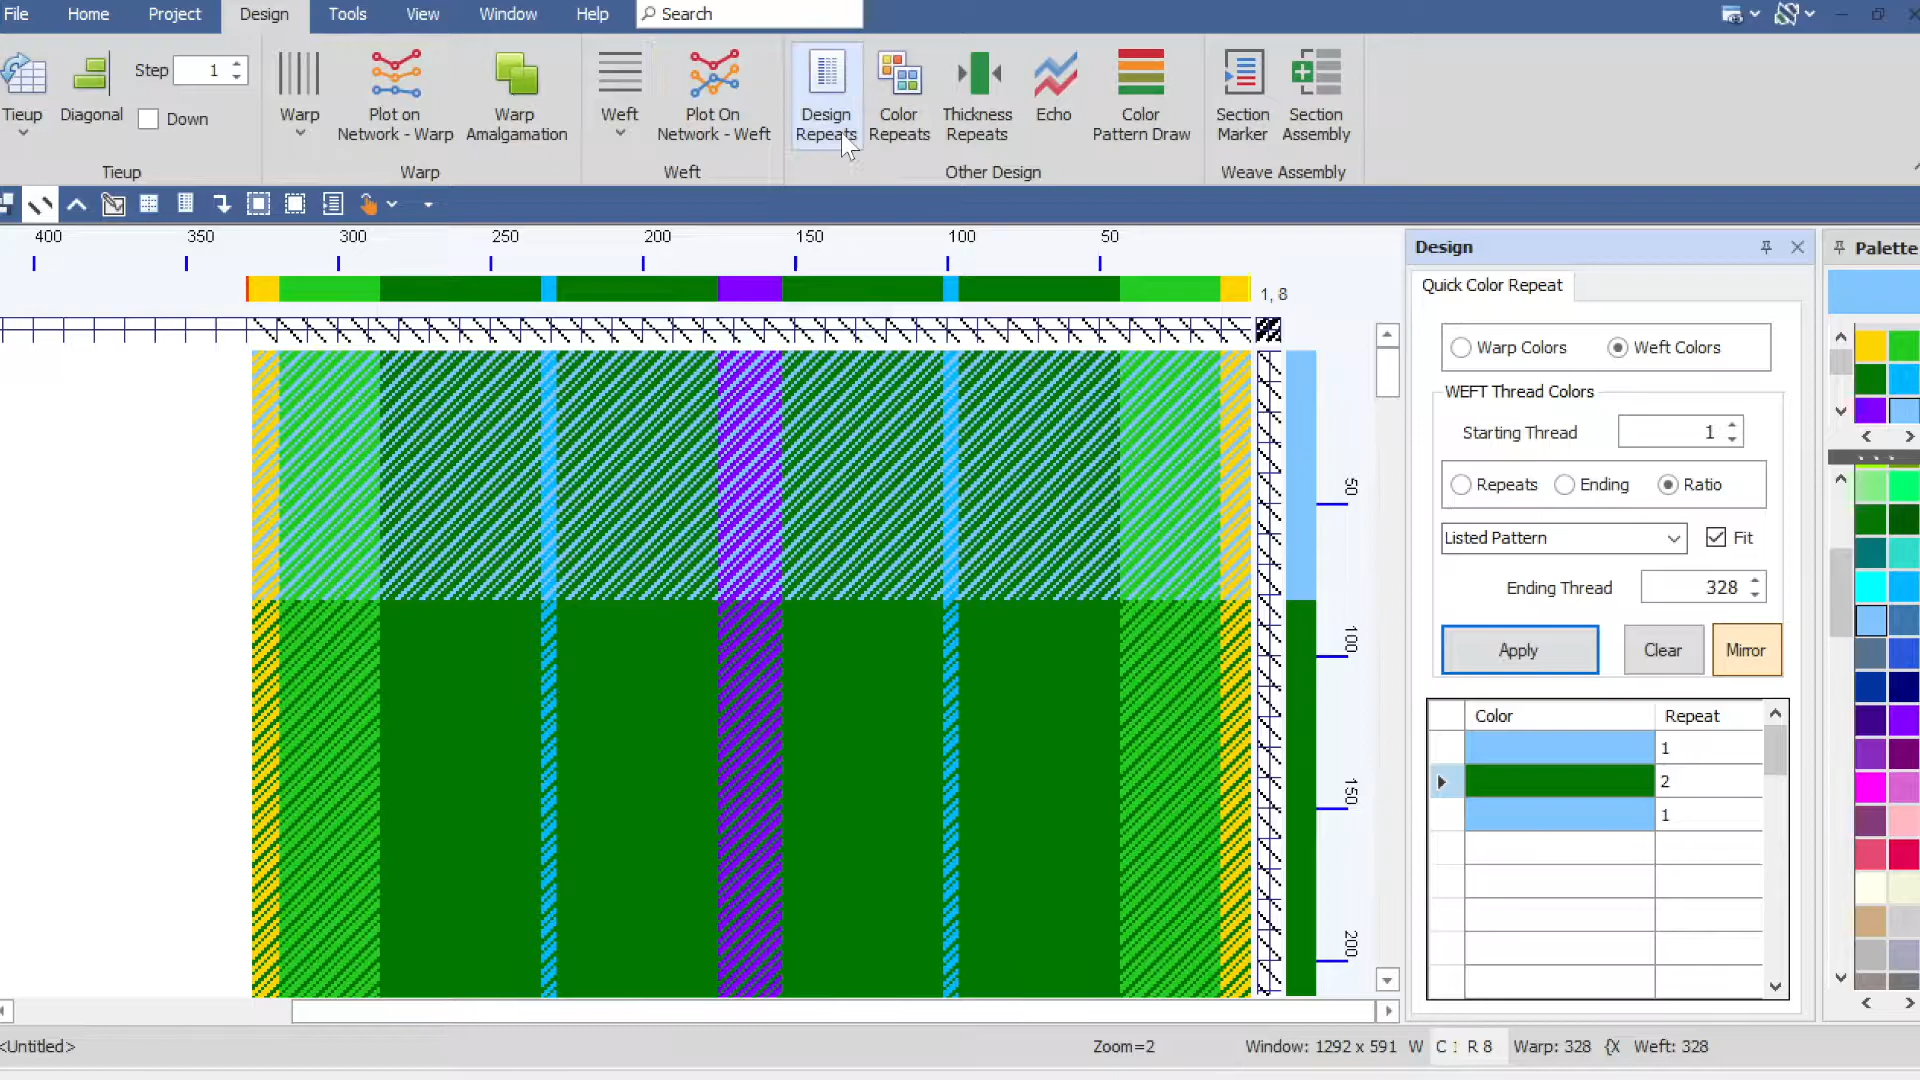 File Home Project Design Tools View Window Help Search
Step 1
Down
Tieup Diagonal Warp Plot on Network - Warp Warp Amalgamation Weft Plot On Network - Weft Design Repeats Color Repeats Thickness Repeats Echo Color Pattern Draw Section Marker Section Assembly
Tieup Warp Weft Other Design Weave Assembly
400 350 300 250 200 150 100 50
1, 8
50
100
150
200
Design
Quick Color Repeat
Warp Colors Weft Colors
WEFT Thread Colors
Starting Thread 1
Repeats Ending Ratio
Listed Pattern Fit
Ending Thread 328
Apply Clear Mirror
Color Repeat
1
2
1
Palette
<Untitled> Zoom=2 Window: 1292 x 591 W C 1 R 8 Warp: 328 {X Weft: 328